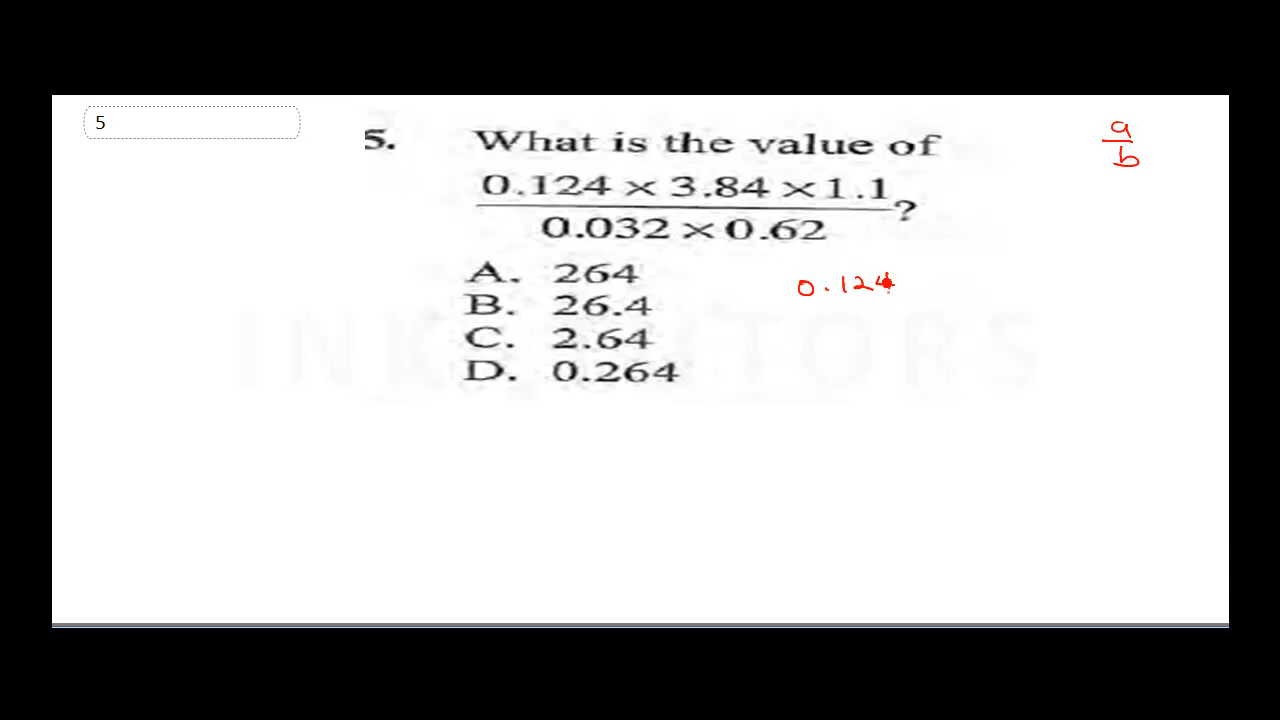 5
5. What is the value of
0.124 × 3.84 × 1.1
0.032 × 0.62
?
A. 264
B. 26.4
C. 2.64
D. 0.264
a
b
0.124